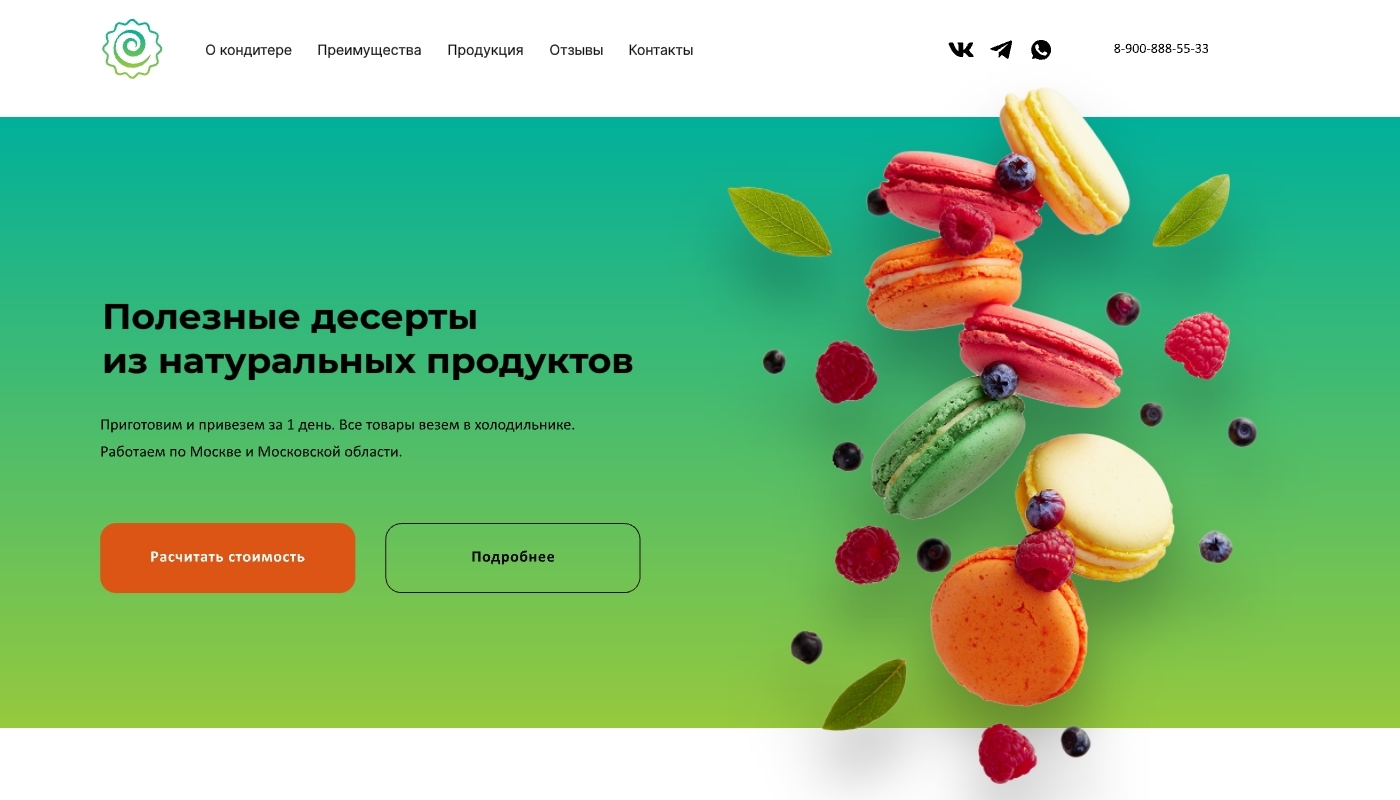 О кондитере
Преимущества
Продукция
Отзывы
Контакты
8-900-888-55-33
Полезные десерты
из натуральных продуктов
Приготовим и привезем за 1 день. Все товары везем в холодильнике.
Работаем по Москве и Московской области.
Расчитать стоимость
Подробнее